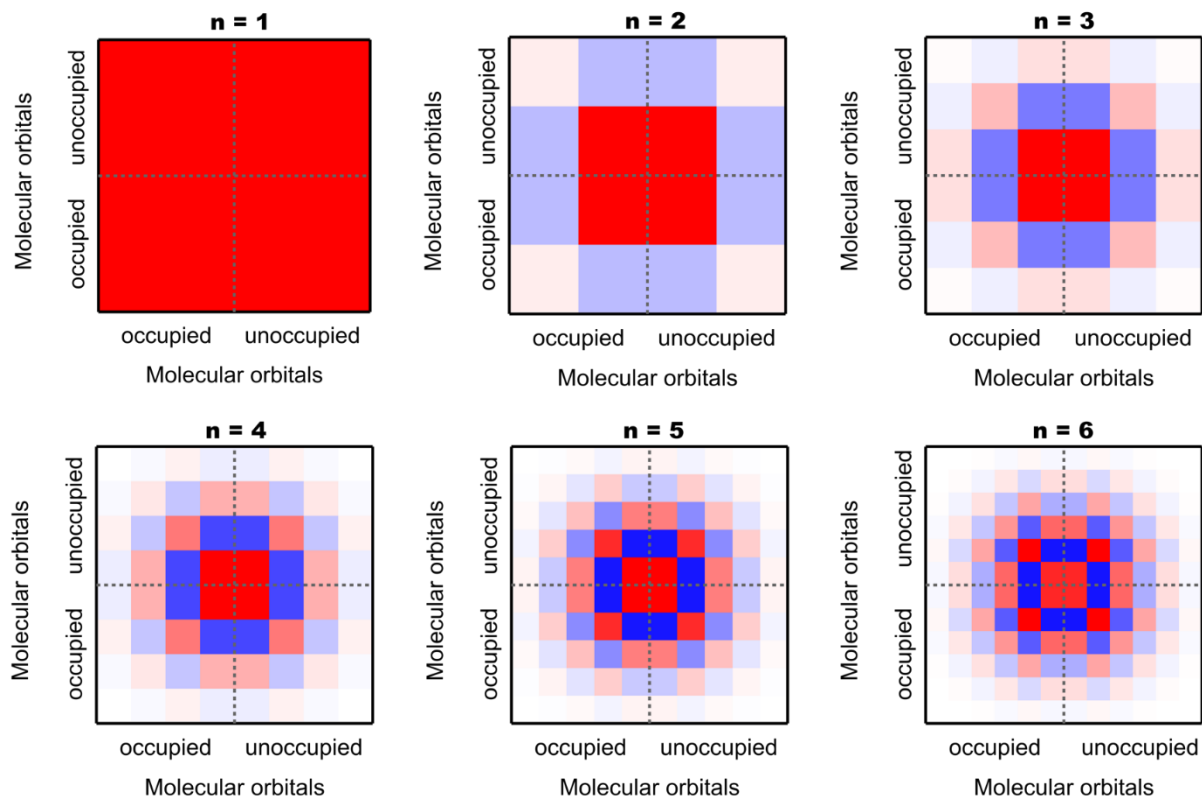 n = 1
Molecular orbitals
unoccupied
occupied
occupied
unoccupied
Molecular orbitals
n = 2
Molecular orbitals
unoccupied
occupied
occupied
unoccupied
Molecular orbitals
n = 3
Molecular orbitals
unoccupied
occupied
occupied
unoccupied
Molecular orbitals
n = 4
Molecular orbitals
unoccupied
occupied
occupied
unoccupied
Molecular orbitals
n = 5
Molecular orbitals
unoccupied
occupied
occupied
unoccupied
Molecular orbitals
n = 6
Molecular orbitals
unoccupied
occupied
occupied
unoccupied
Molecular orbitals